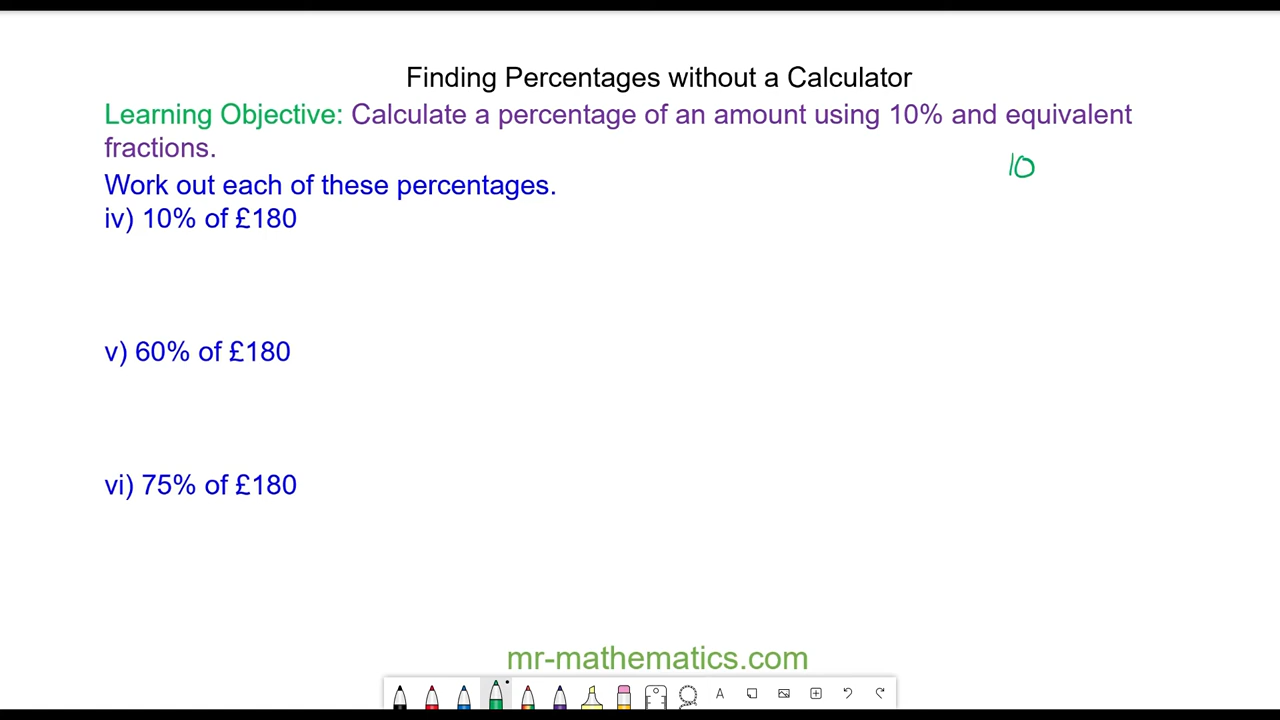 Finding Percentages without a Calculator
Learning Objective: Calculate a percentage of an amount using 10% and equivalent
fractions.
10
Work out each of these percentages.
iv) 10% of £180
v) 60% of £180
vi) 75% of £180
mr-mathematics.com
A